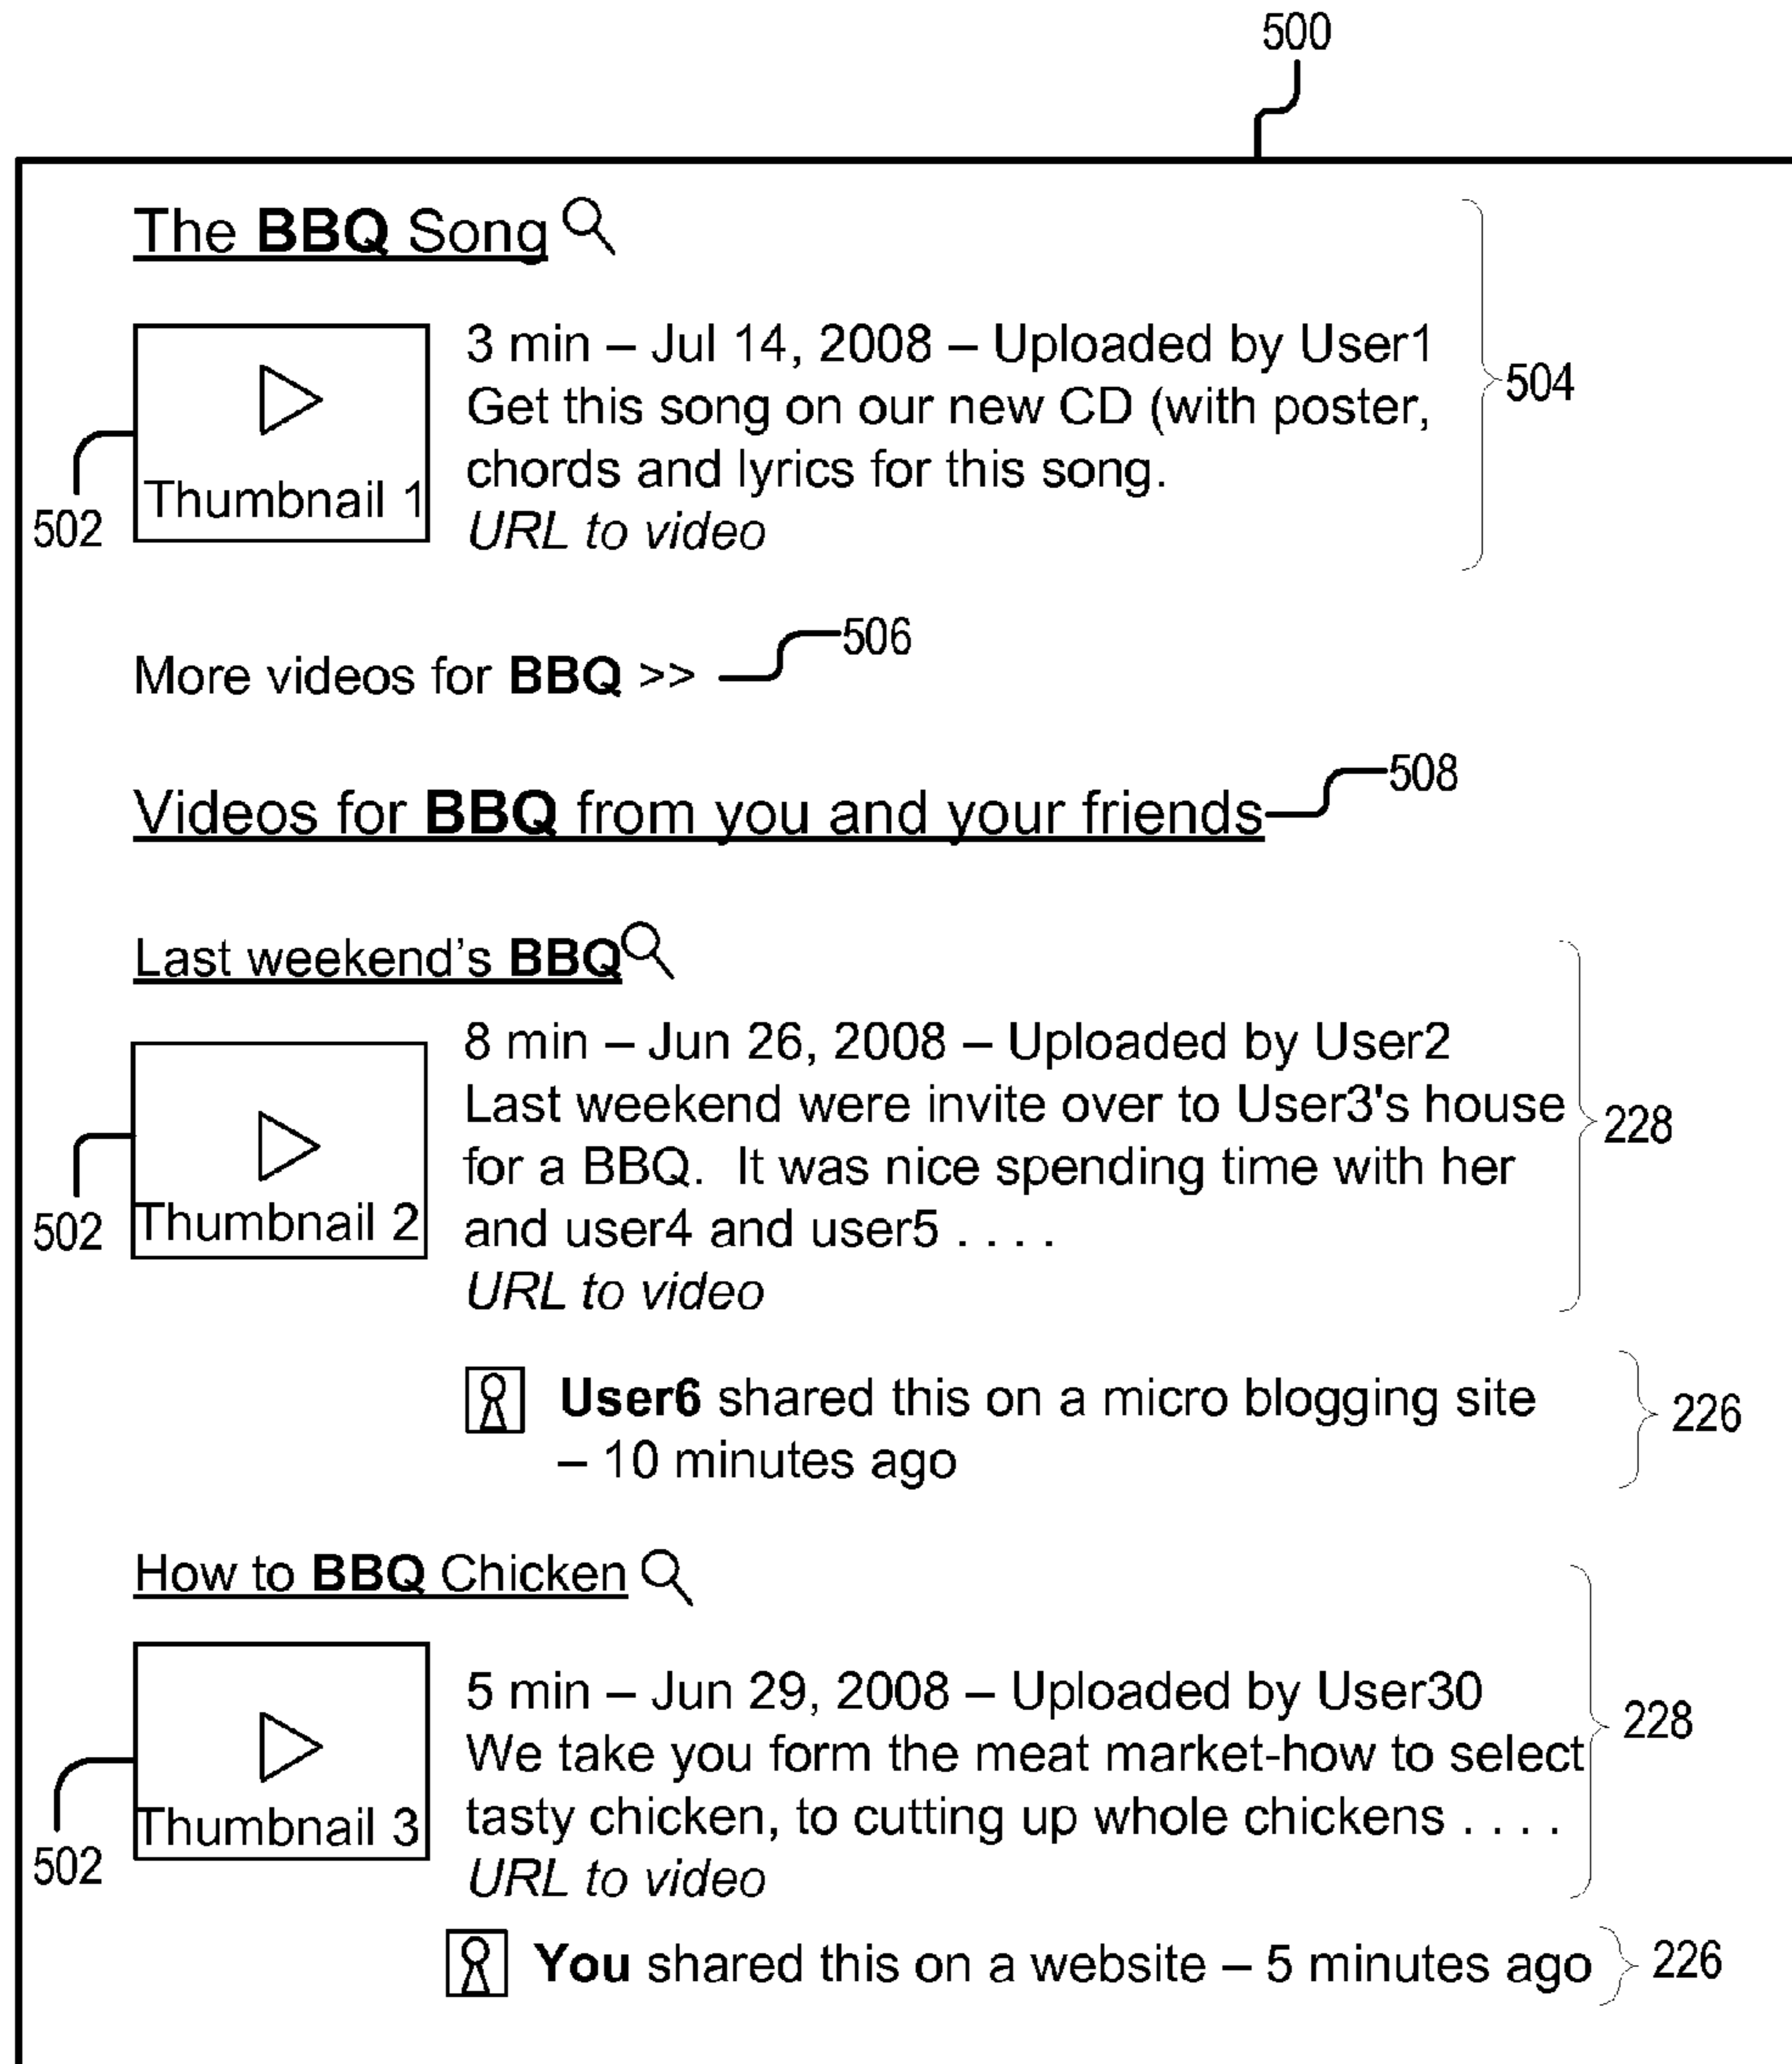 500
The BBQ Song
3 min – Jul 14, 2008 – Uploaded by User1
Get this song on our new CD (with poster,
chords and lyrics for this song.
URL to video
504
Thumbnail 1
502
506
More videos for BBQ >>
508
Videos for BBQ from you and your friends
Last weekend's BBQ
8 min – Jun 26, 2008 – Uploaded by User2
Last weekend were invite over to User3's house
for a BBQ. It was nice spending time with her
and user4 and user5 . . . .
URL to video
228
Thumbnail 2
502
User6 shared this on a micro blogging site
– 10 minutes ago
226
How to BBQ Chicken
5 min – Jun 29, 2008 – Uploaded by User30
We take you form the meat market-how to select
tasty chicken, to cutting up whole chickens . . . .
URL to video
228
Thumbnail 3
502
You shared this on a website – 5 minutes ago
226